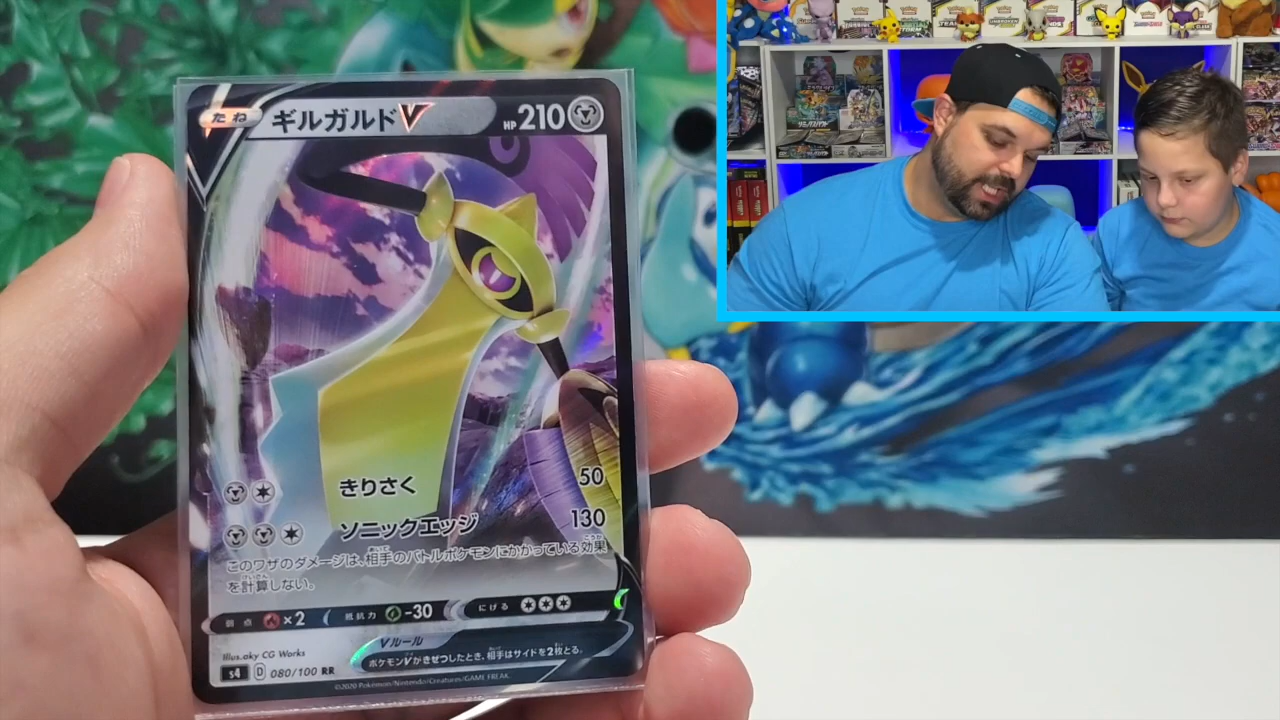 たね
ギルガルドV
HP 210
きりさく 50
ソニックエッジ 130
このワザのダメージは、相手のバトルポケモンにかかっている効果
を計算しない。
弱点 ×2 抵抗力 -30 にげる
Vルール
ポケモンVがきぜつしたとき、相手はサイドを2枚とる。
Illus.aky CG Works
s4 D 080/100 RR
©2020 Pokémon/Nintendo/Creatures/GAME FREAK.